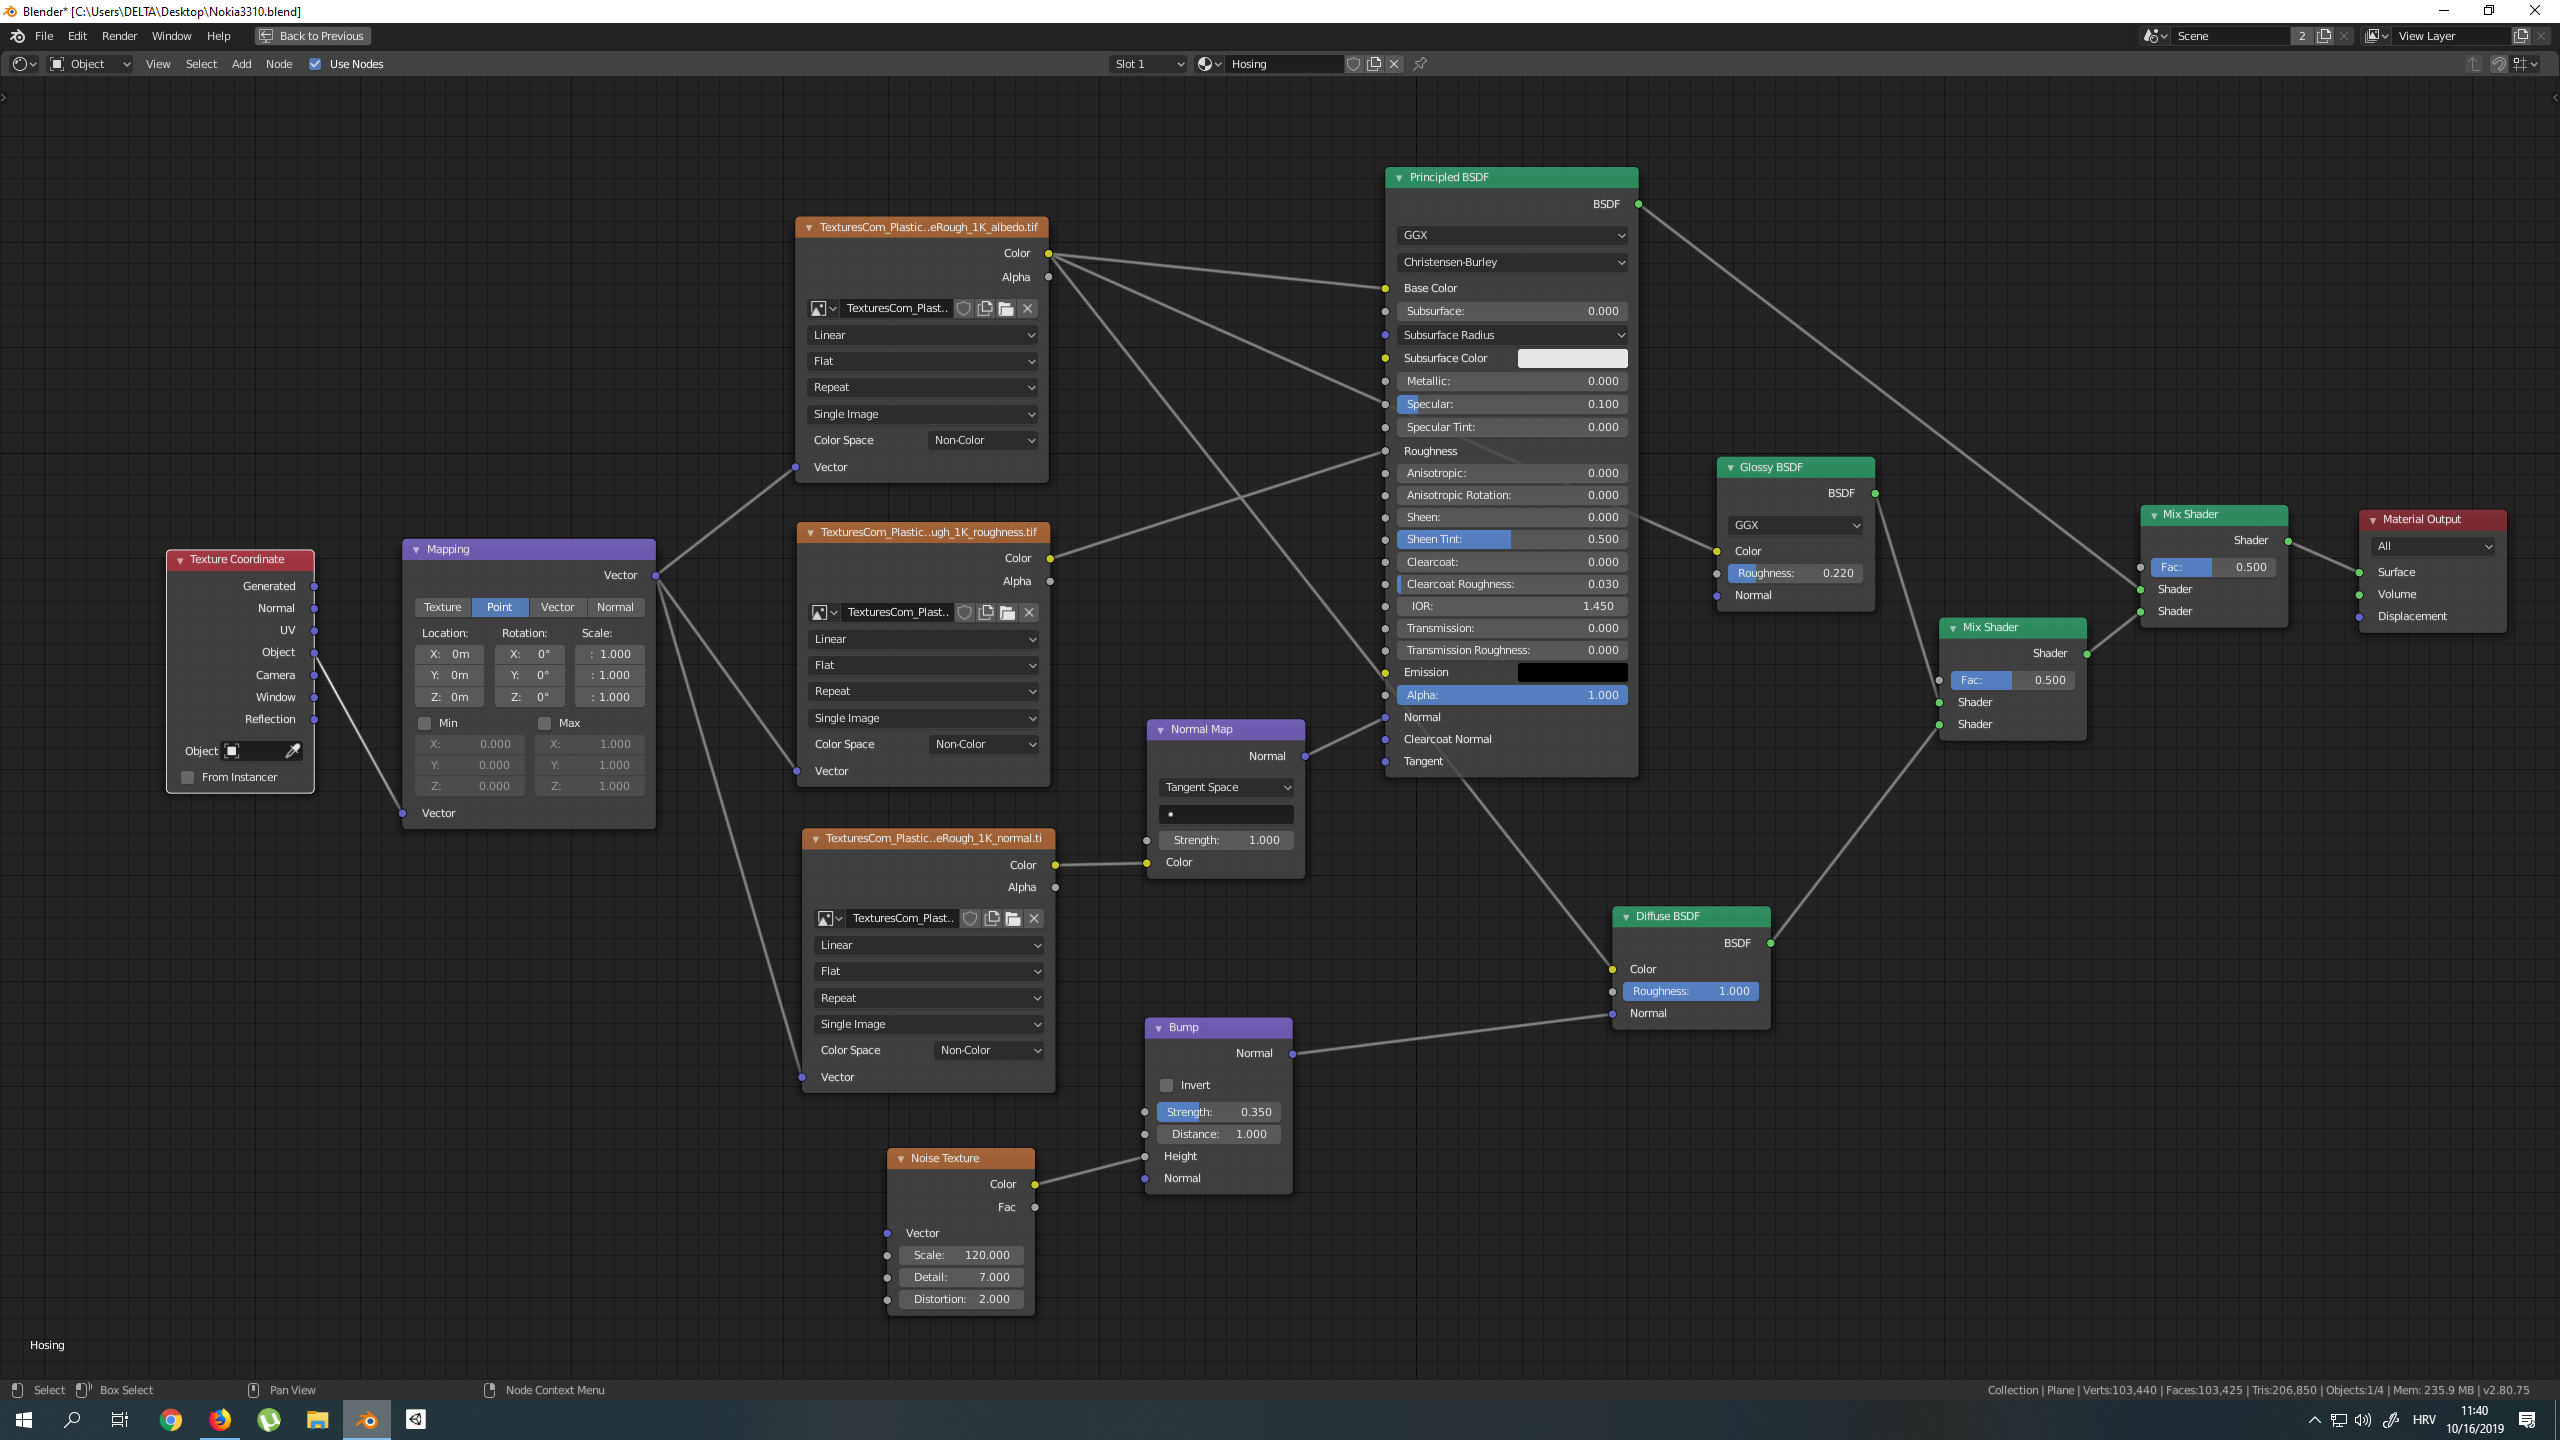 Blender* [C:\Users\DELTA\Desktop\Nokia3310.blend]
File Edit Render Window Help Back to Previous
Scene 2 View Layer
Object View Select Add Node Use Nodes
Slot 1 Hosing
Texture Coordinate
Generated
Normal
UV
Object
Camera
Window
Reflection
Object
From Instancer
Mapping
Vector
Texture Point Vector Normal
Location: Rotation: Scale:
X: 0m X: 0° : 1.000
Y: 0m Y: 0° : 1.000
Z: 0m Z: 0° : 1.000
Min Max
X: 0.000 X: 1.000
Y: 0.000 Y: 1.000
Z: 0.000 Z: 1.000
Vector
TexturesCom_Plastic..eRough_1K_albedo.tif
Color
Alpha
TexturesCom_Plast..
Linear
Flat
Repeat
Single Image
Color Space Non-Color
Vector
TexturesCom_Plastic..ugh_1K_roughness.tif
Color
Alpha
TexturesCom_Plast..
Linear
Flat
Repeat
Single Image
Color Space Non-Color
Vector
TexturesCom_Plastic..eRough_1K_normal.ti
Color
Alpha
TexturesCom_Plast..
Linear
Flat
Repeat
Single Image
Color Space Non-Color
Vector
Noise Texture
Color
Fac
Vector
Scale: 120.000
Detail: 7.000
Distortion: 2.000
Normal Map
Normal
Tangent Space
Strength: 1.000
Color
Bump
Normal
Invert
Strength: 0.350
Distance: 1.000
Height
Normal
Principled BSDF
BSDF
GGX
Christensen-Burley
Base Color
Subsurface: 0.000
Subsurface Radius
Subsurface Color
Metallic: 0.000
Specular: 0.100
Specular Tint: 0.000
Roughness
Anisotropic: 0.000
Anisotropic Rotation: 0.000
Sheen: 0.000
Sheen Tint: 0.500
Clearcoat: 0.000
Clearcoat Roughness: 0.030
IOR: 1.450
Transmission: 0.000
Transmission Roughness: 0.000
Emission
Alpha: 1.000
Normal
Clearcoat Normal
Tangent
Glossy BSDF
BSDF
GGX
Color
Roughness: 0.220
Normal
Diffuse BSDF
BSDF
Color
Roughness: 1.000
Normal
Mix Shader
Shader
Fac: 0.500
Shader
Shader
Mix Shader
Shader
Fac: 0.500
Shader
Shader
Material Output
All
Surface
Volume
Displacement
Hosing
Select Box Select Pan View Node Context Menu
Collection | Plane | Verts:103,440 | Faces:103,425 | Tris:206,850 | Objects:1/4 | Mem: 235.9 MB | v2.80.75
HRV
11:40
10/16/2019